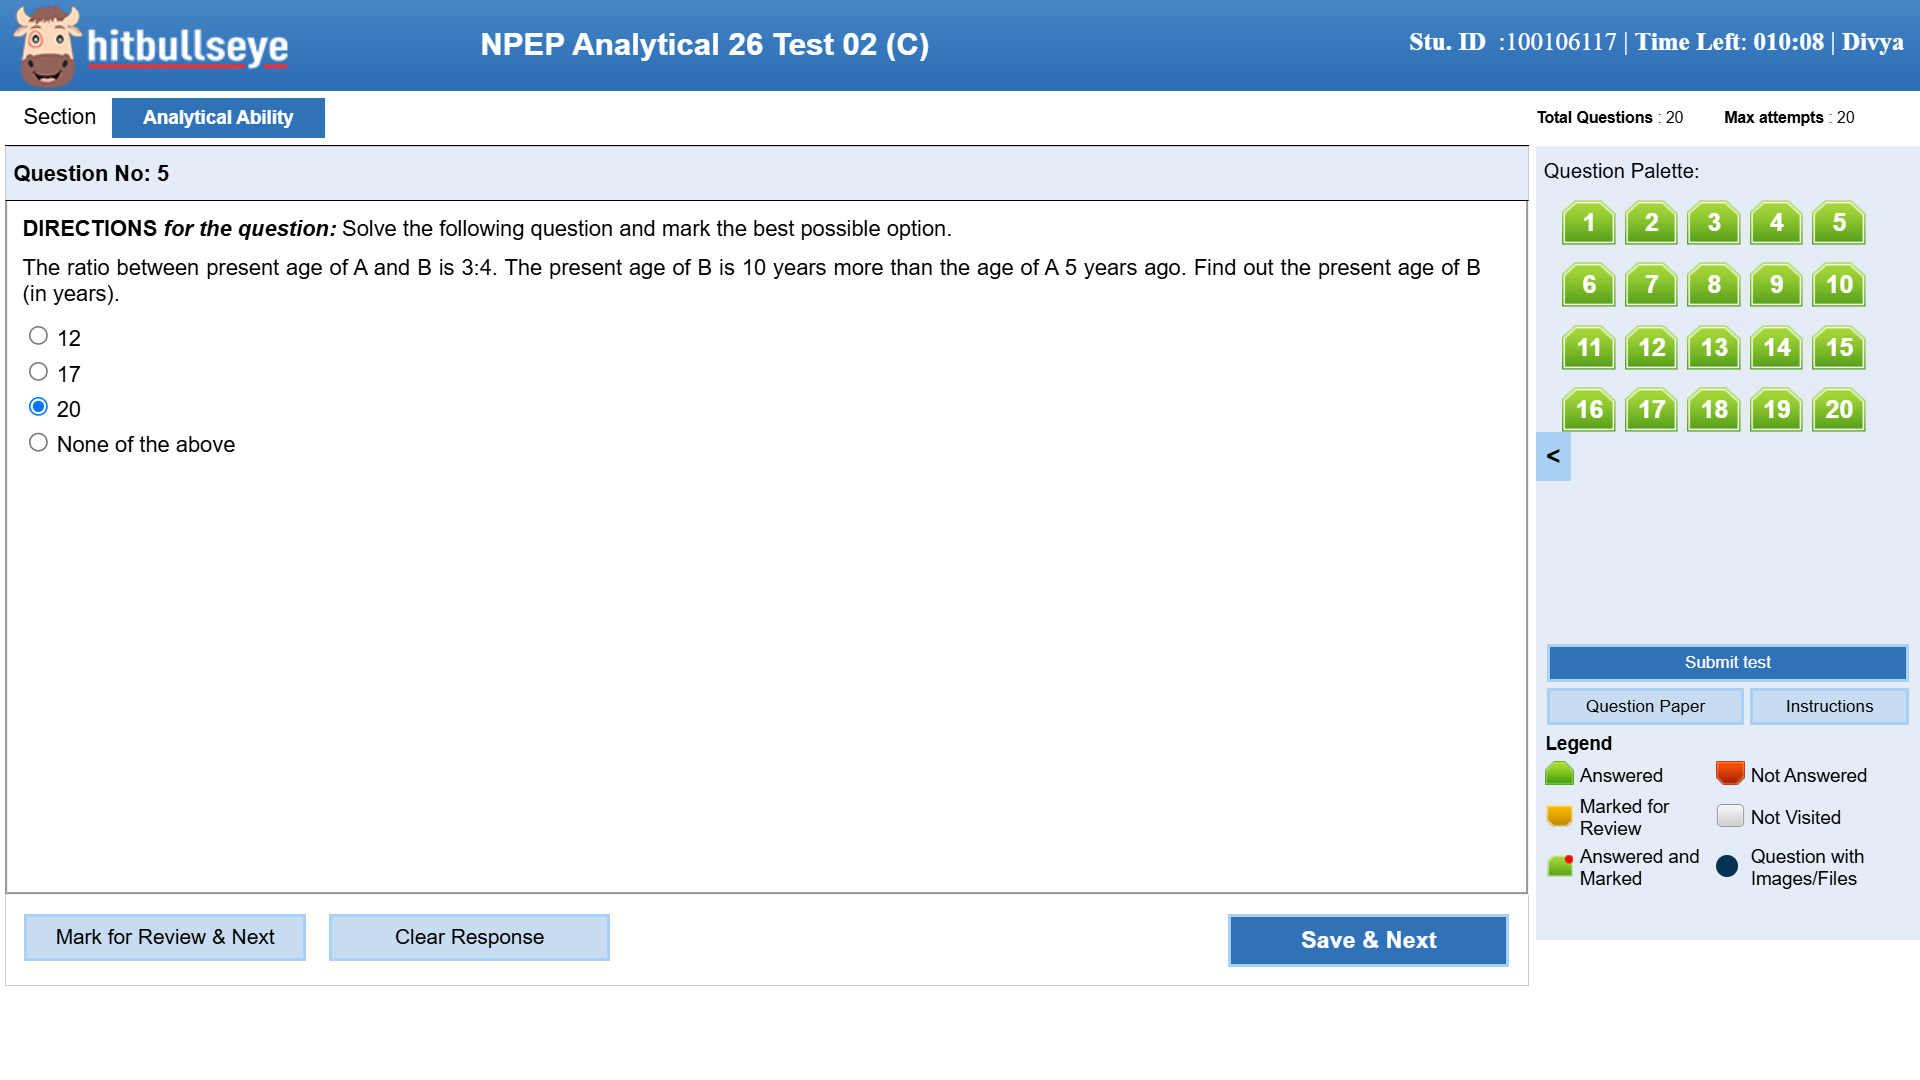 hitbullseye
NPEP Analytical 26 Test 02 (C)
Stu. ID :100106117 | Time Left: 010:08 | Divya
Section
Analytical Ability
Total Questions : 20
Max attempts : 20
Question No: 5
DIRECTIONS for the question: Solve the following question and mark the best possible option.
The ratio between present age of A and B is 3:4. The present age of B is 10 years more than the age of A 5 years ago. Find out the present age of B
(in years).
12
17
20
None of the above
Mark for Review & Next
Clear Response
Save & Next
Question Palette:
1 2 3 4 5
6 7 8 9 10
11 12 13 14 15
16 17 18 19 20
<
Submit test
Question Paper
Instructions
Legend
Answered
Not Answered
Marked for
Review
Not Visited
Answered and
Marked
Question with
Images/Files